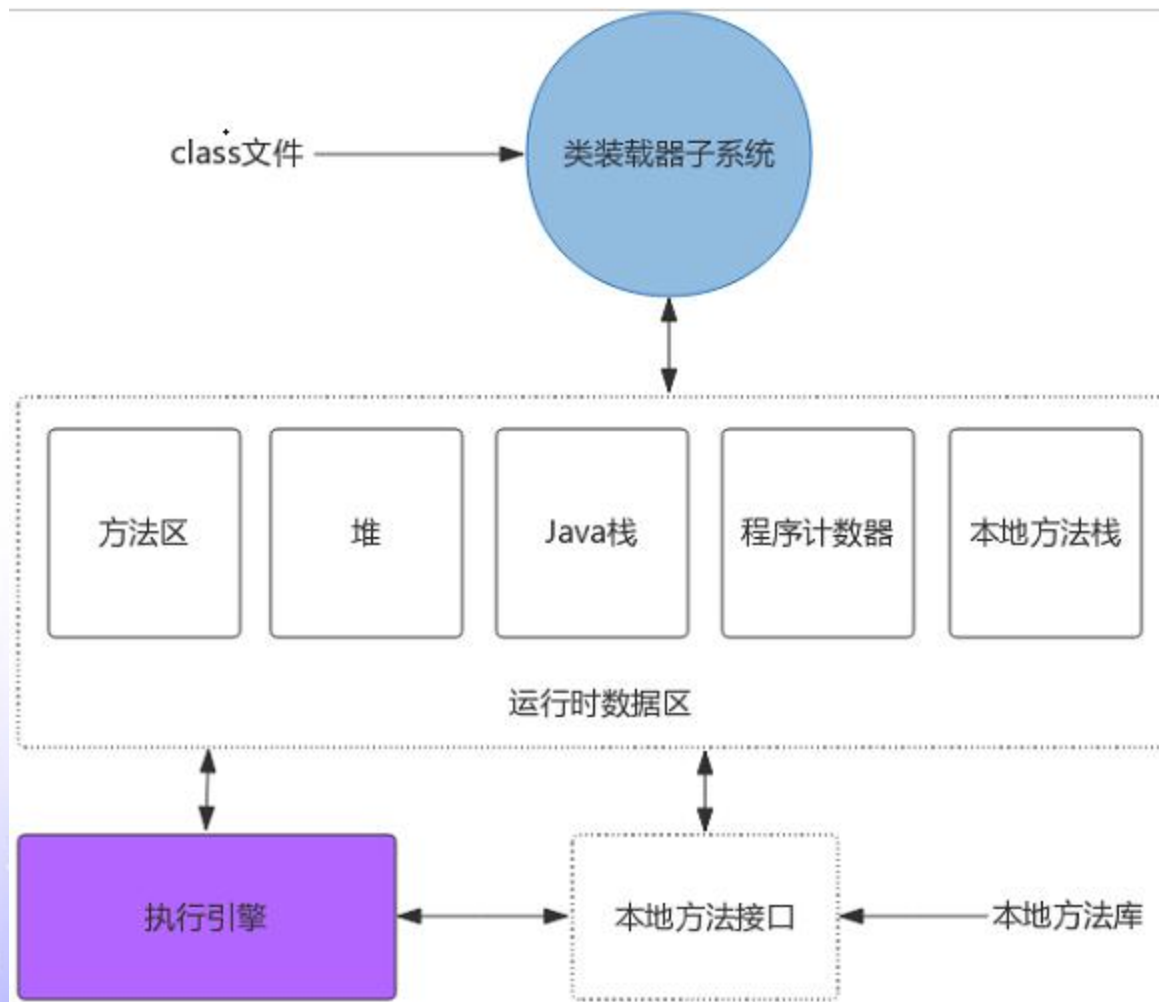 class文件
类装载器子系统
方法区
堆
Java栈
程序计数器
本地方法栈
运行时数据区
执行引擎
本地方法接口
本地方法库